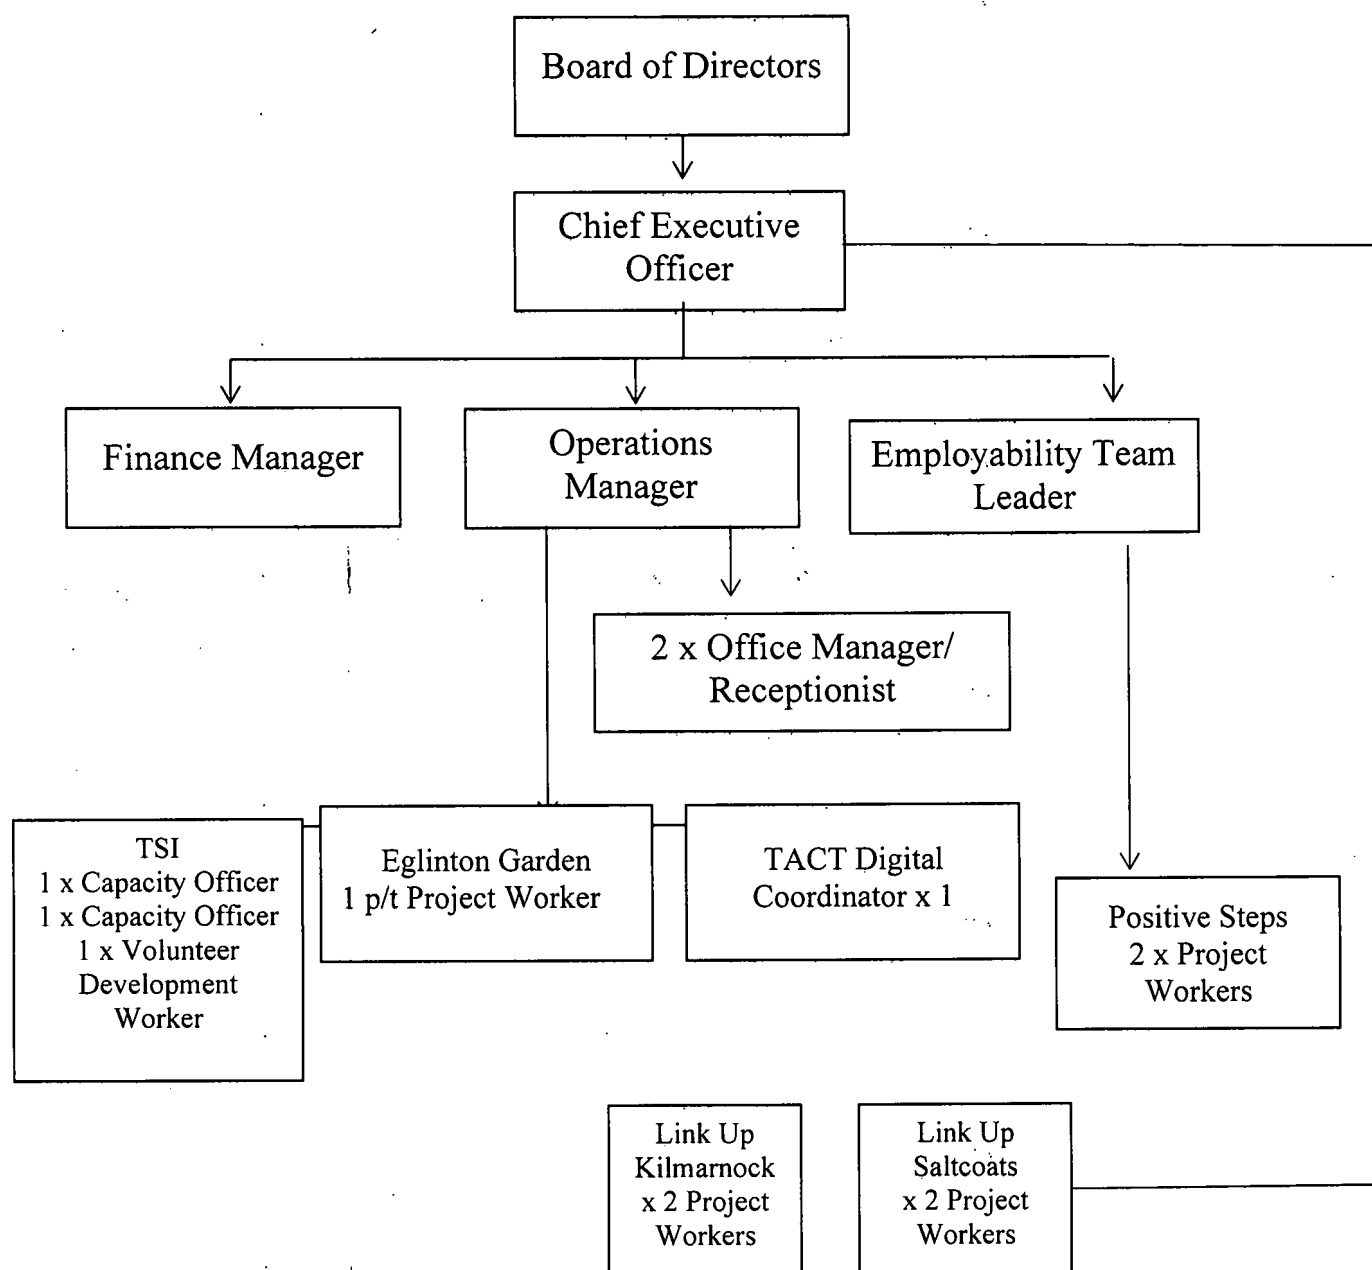 Board of Directors
Chief Executive
Officer
Finance Manager
Operations
Manager
Employability Team
Leader
2 x Office Manager/
Receptionist
TSI
1 x Capacity Officer
1 x Capacity Officer
1 x Volunteer
Development
Worker
Eglinton Garden
1 p/t Project Worker
TACT Digital
Coordinator x 1
Positive Steps
2 x Project
Workers
Link Up
Kilmarnock
x 2 Project
Workers
Link Up
Saltcoats
x 2 Project
Workers